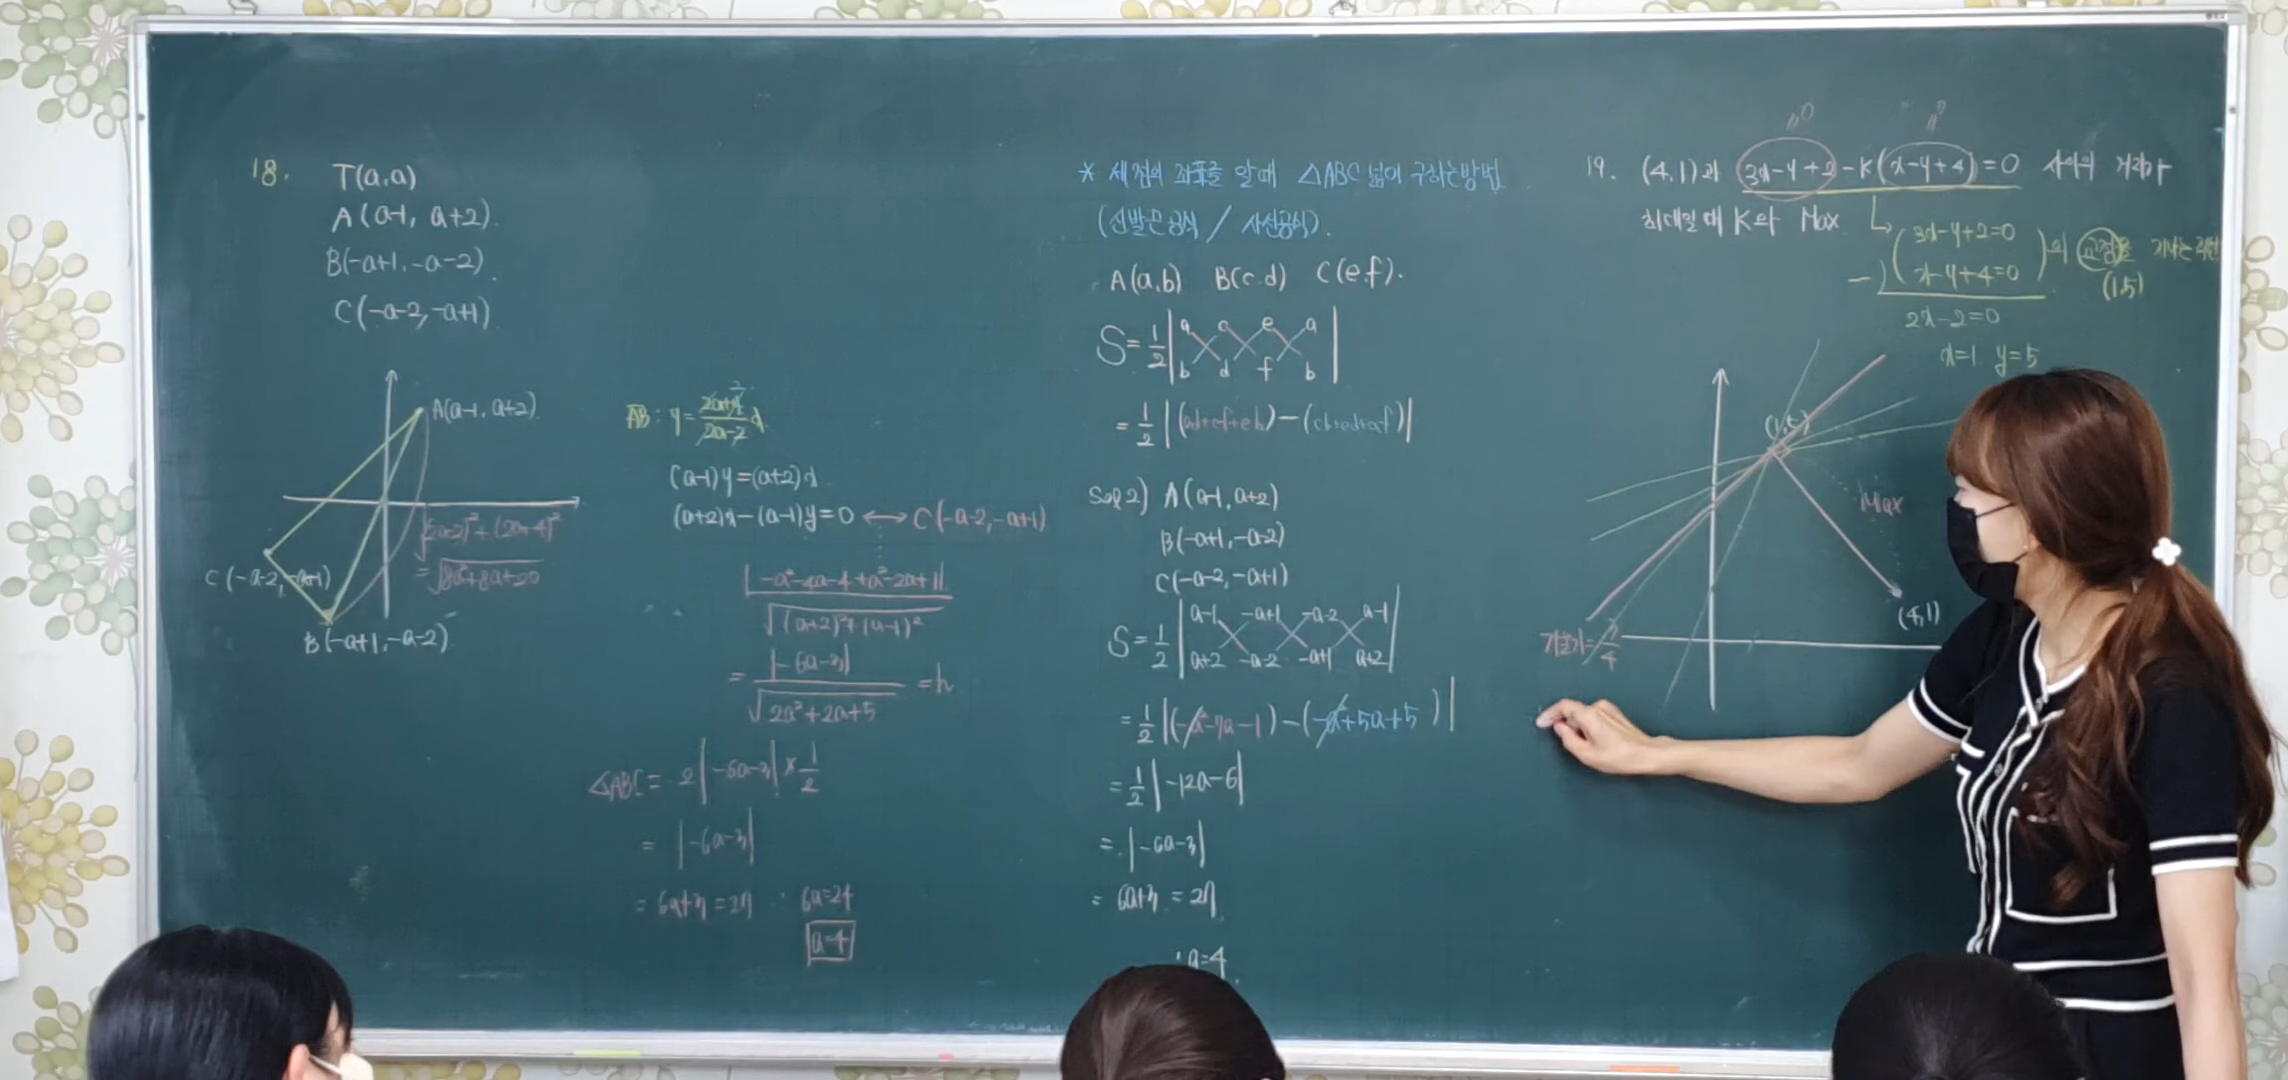 18. T(a,a)
A(a-1, a+2)
B(-a+1, -a-2)
C(-a-2, -a+1)
A(a-1, a+2)
C(-a-2, -a+1)
B(-a+1, -a-2)
√(2a-2)²+(2a+4)²
=√8a²+8a+20
AB: y=
(a-1)y=(a+2)x
(a+2)x-(a-1)y=0 ↔ C(-a-2,-a+1)
|-a²-4a-4+a²-2a+1|
√(a+2)²+(a-1)²
= |-6a-3| / √2a²+2a+5 = h
△ABC = 2|-6a-3|×1/2
= |-6a-3|
= 6a+3=27 6a=24
a=4
* 세점의 좌표를 알때 △ABC 넓이 구하는방법.
(신발끈공식 / 사선공식).
A(a,b) B(c,d) C(e,f).
S=1/2| a c e a
b d f b |
=1/2|(ad+cf+eb)-(cb+ed+af)|
Sol 2) A(a-1, a+2)
B(-a+1, -a-2)
C(-a-2, -a+1)
S=1/2| a-1 -a+1 -a-2 a-1
a+2 -a-2 -a+1 a+2 |
=1/2|(-a²-7a-1)-(-a²+5a+5)|
=1/2|-12a-6|
=|-6a-3|
= 6a+3 = 27
a=4
19. (4,1)과 3x-y+2-k(x-y+4)=0 사이의 거리가
최대일 때 k와 Max
3x-y+2=0
-) x-y+4=0 의 교점을 지나는 직선
(1,5)
2x-2=0
x=1 y=5
(1,5)
Max
(4,1)
기울기=3/4